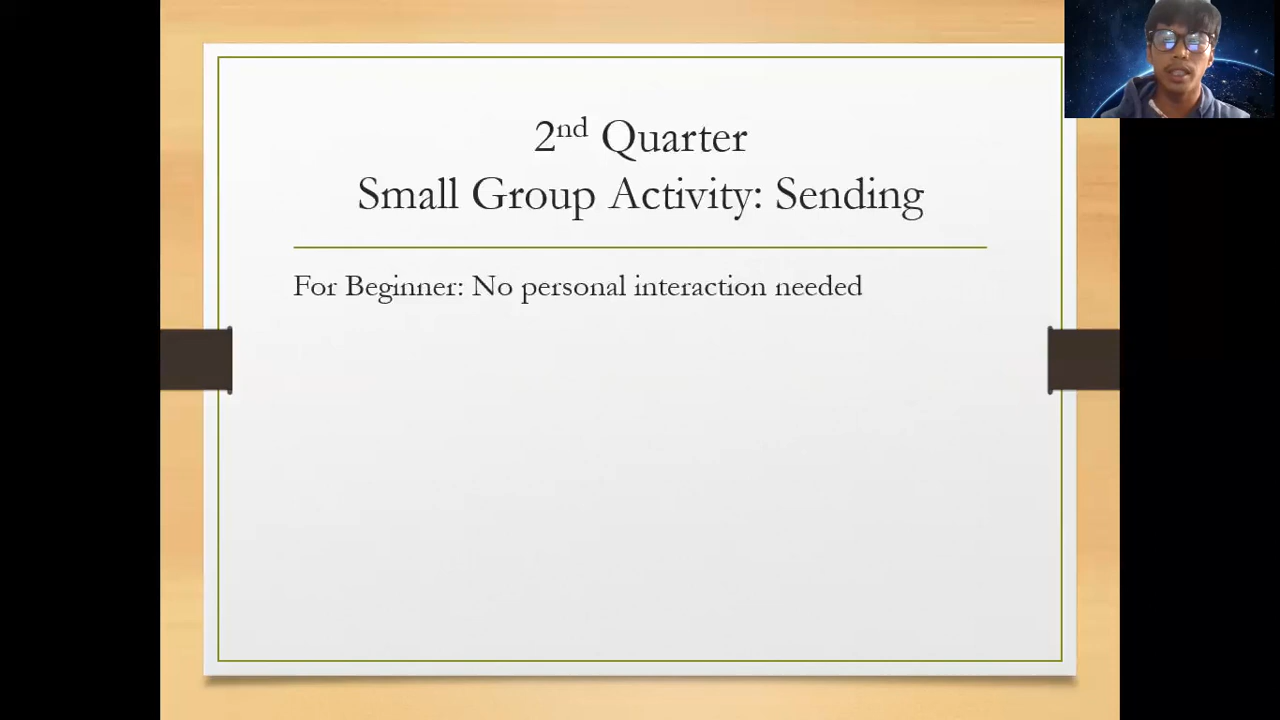 2nd Quarter
Small Group Activity: Sending
For Beginner: No personal interaction needed